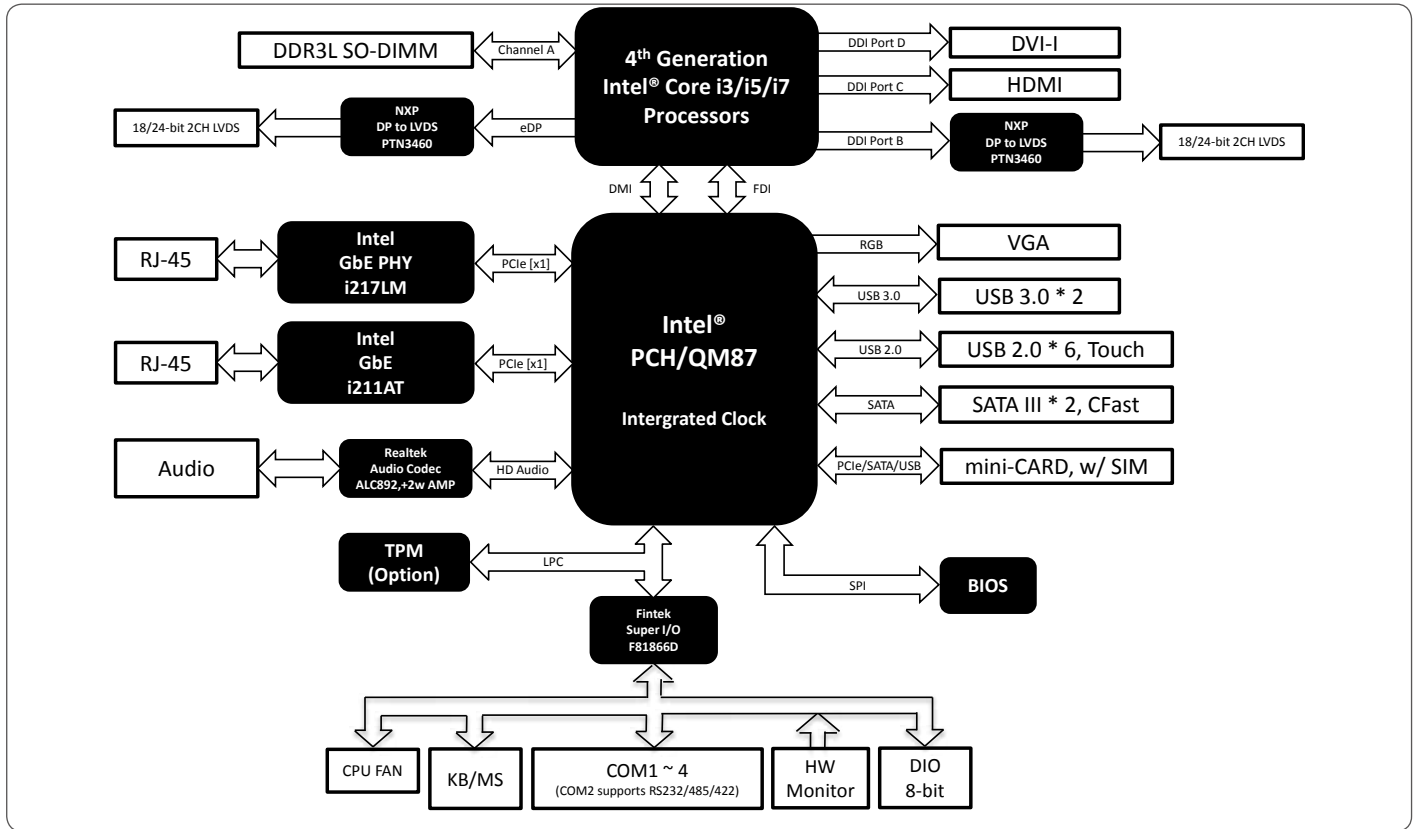 DDR3L SO-DIMM
Channel A
4th Generation
Intel® Core i3/i5/i7
Processors
DDI Port D
DVI-I
DDI Port C
HDMI
18/24-bit 2CH LVDS
NXP
DP to LVDS
PTN3460
eDP
DDI Port B
NXP
DP to LVDS
PTN3460
18/24-bit 2CH LVDS
DMI
FDI
RJ-45
Intel
GbE PHY
i217LM
PCIe [x1]
RGB
VGA
USB 3.0
USB 3.0 * 2
Intel®
PCH/QM87
Intergrated Clock
RJ-45
Intel
GbE
i211AT
PCIe [x1]
USB 2.0
USB 2.0 * 6, Touch
SATA
SATA III * 2, CFast
Audio
Realtek
Audio Codec
ALC892,+2w AMP
HD Audio
PCIe/SATA/USB
mini-CARD, w/ SIM
TPM
(Option)
LPC
SPI
BIOS
Fintek
Super I/O
F81866D
CPU FAN
KB/MS
COM1 ~ 4
(COM2 supports RS232/485/422)
HW
Monitor
DIO
8-bit